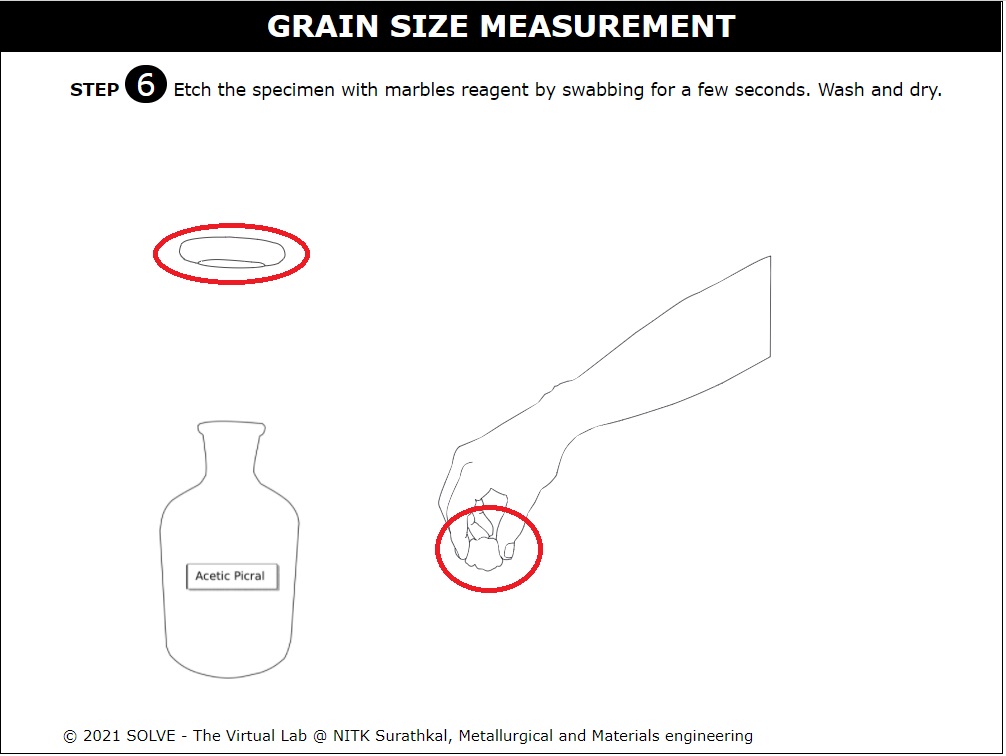 GRAIN SIZE MEASUREMENT
STEP 6 Etch the specimen with marbles reagent by swabbing for a few seconds. Wash and dry.
Acetic Picral
© 2021 SOLVE - The Virtual Lab @ NITK Surathkal, Metallurgical and Materials engineering